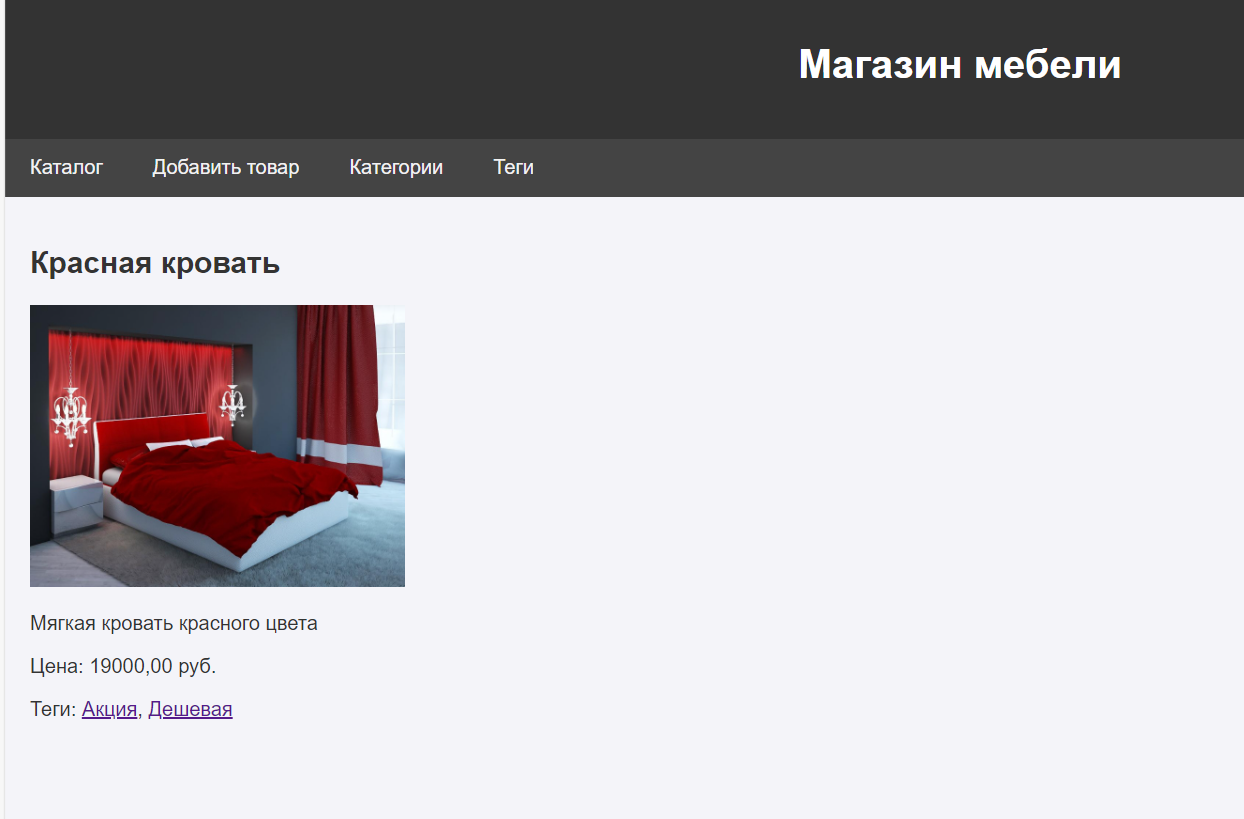 Магазин мебели
Каталог Добавить товар Категории Теги
Красная кровать
Мягкая кровать красного цвета
Цена: 19000,00 руб.
Теги: Акция, Дешевая